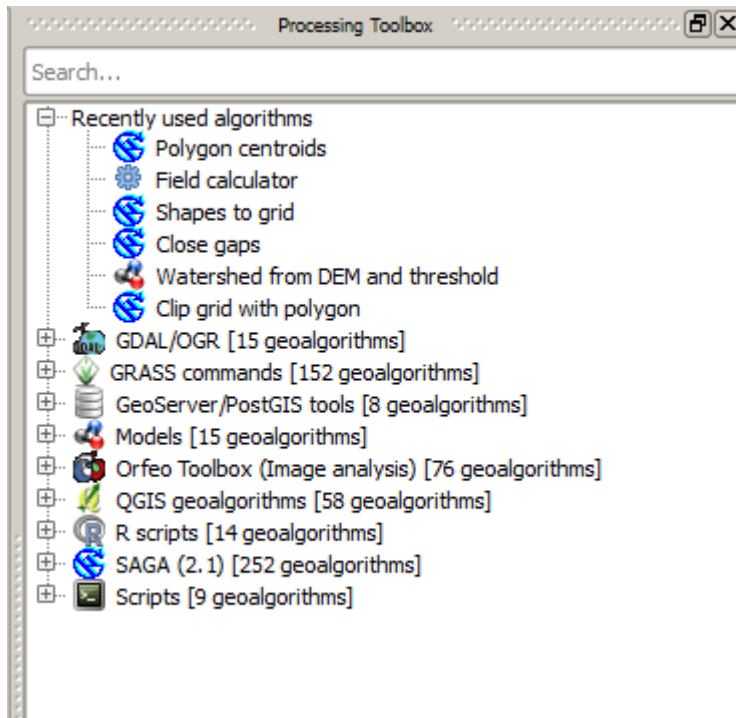 Processing Toolbox
Search...
Recently used algorithms
Polygon centroids
Field calculator
Shapes to grid
Close gaps
Watershed from DEM and threshold
Clip grid with polygon
GDAL/OGR [15 geoalgorithms]
GRASS commands [152 geoalgorithms]
GeoServer/PostGIS tools [8 geoalgorithms]
Models [15 geoalgorithms]
Orfeo Toolbox (Image analysis) [76 geoalgorithms]
QGIS geoalgorithms [58 geoalgorithms]
R scripts [14 geoalgorithms]
SAGA (2.1) [252 geoalgorithms]
Scripts [9 geoalgorithms]